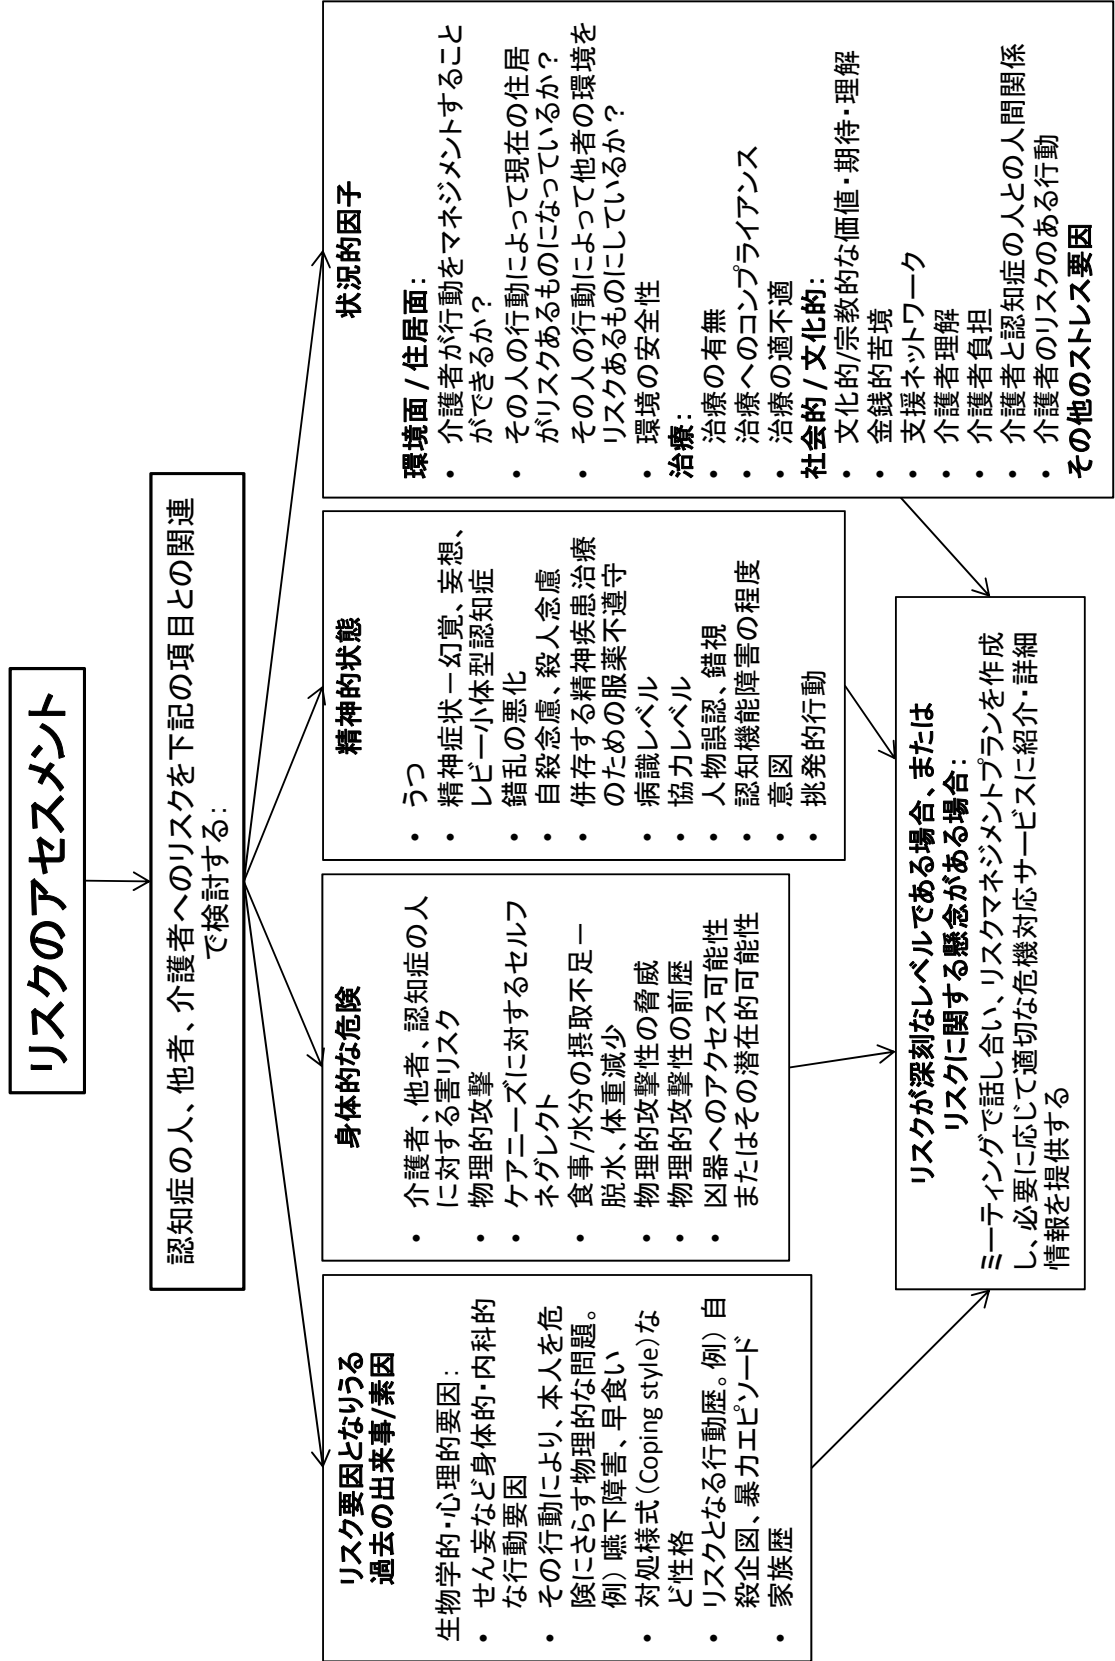 リスクのアセスメント
認知症の人、他者、介護者へのリスクを下記の項目との関連
で検討する:
リスク要因となりうる
過去の出来事/素因
生物学的・心理的要因:
• せん妄など身体的・内科的
な行動要因
• その行動により、本人を危
険にさらす物理的な問題。
例) 嚥下障害、早食い
• 対処様式(Coping style)な
ど性格
• リスクとなる行動歴。例) 自
殺企図、暴力エピソード
• 家族歴
身体的な危険
• 介護者、他者、認知症の人
に対する害リスク
• 物理的攻撃
• ケアニーズに対するセルフ
ネグレクト
• 食事/水分の摂取不足ー
脱水、体重減少
• 物理的攻撃性の脅威
• 物理的攻撃性の前歴
• 凶器へのアクセス可能性
またはその潜在的可能性
精神的状態
• うつ
• 精神症状ー幻覚、妄想、
レビー小体型認知症
• 錯乱の悪化
• 自殺念慮、殺人念慮
• 併存する精神疾患治療
のための服薬不遵守
• 病識レベル
• 協力レベル
• 人物誤認、錯視
• 認知機能障害の程度
• 意図
• 挑発的行動
状況的因子
環境面 / 住居面:
• 介護者が行動をマネジメントすること
ができるか?
• その人の行動によって現在の住居
がリスクあるものになっているか?
• その人の行動によって他者の環境を
リスクあるものにしているか?
• 環境の安全性
治療:
• 治療の有無
• 治療へのコンプライアンス
• 治療の適不適
社会的 / 文化的:
• 文化的/宗教的な価値・期待・理解
• 金銭的苦境
• 支援ネットワーク
• 介護者理解
• 介護者負担
• 介護者と認知症の人との人間関係
• 介護者のリスクのある行動
その他のストレス要因
リスクが深刻なレベルである場合、または
リスクに関する懸念がある場合:
ミーティングで話し合い、リスクマネジメントプランを作成
し、必要に応じて適切な危機対応サービスに紹介・詳細
情報を提供する